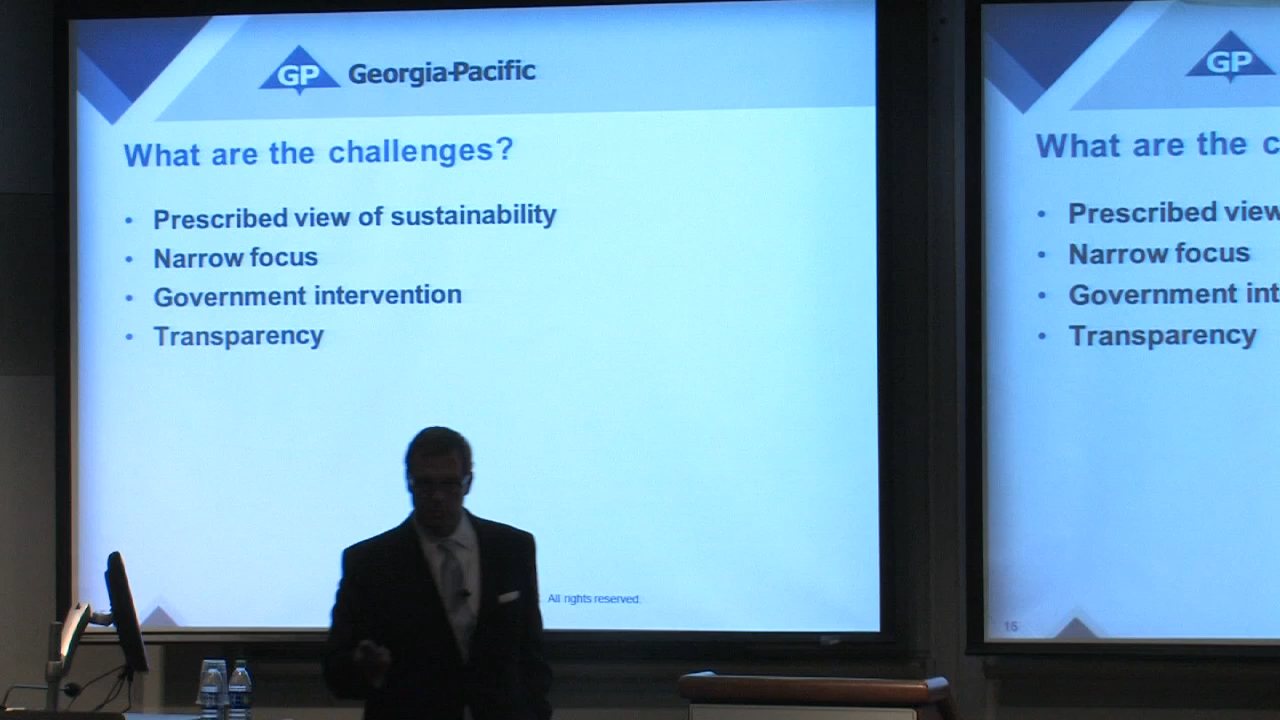 GP Georgia-Pacific
What are the challenges?
• Prescribed view of sustainability
• Narrow focus
• Government intervention
• Transparency
All rights reserved.
GP
What are the c
• Prescribed view
• Narrow focus
• Government int
• Transparency
15